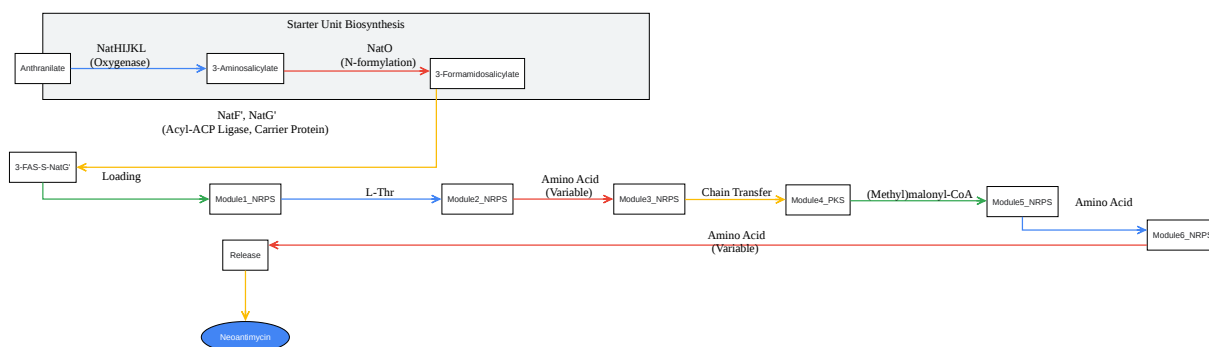 Starter Unit Biosynthesis
NatHIJKL
(Oxygenase)
NatO
(N-formylation)
Anthranilate
3-Aminosalicylate
3-Formamidosalicylate
NatF', NatG'
(Acyl-ACP Ligase, Carrier Protein)
3-FAS-S-NatG'
Loading
Module1_NRPS
L-Thr
Module2_NRPS
Amino Acid
(Variable)
Module3_NRPS
Chain Transfer
Module4_PKS
(Methyl)malonyl-CoA
Module5_NRPS
Amino Acid
Module6_NRPS
Amino Acid
(Variable)
Release
Neoantimycin